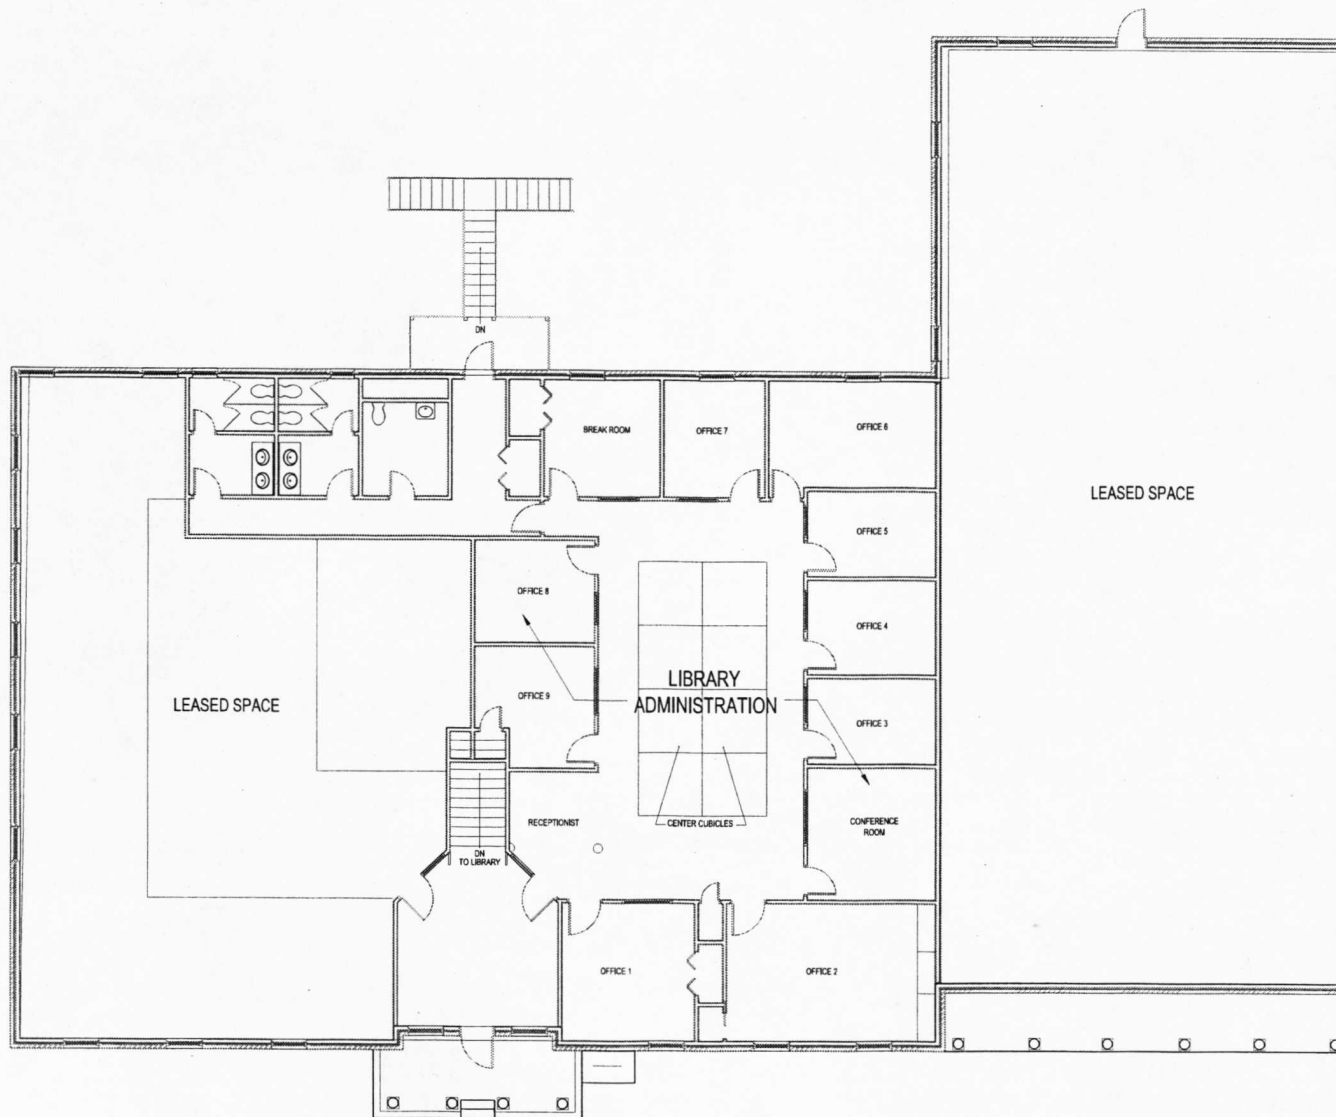 DN
BREAK ROOM
OFFICE 7
OFFICE 6
LEASED SPACE
OFFICE 5
OFFICE 8
OFFICE 4
LIBRARY
ADMINISTRATION
OFFICE 9
LEASED SPACE
OFFICE 3
RECEPTIONIST
CENTER CUBICLES
CONFERENCE
ROOM
DN
TO LIBRARY
OFFICE 1
OFFICE 2